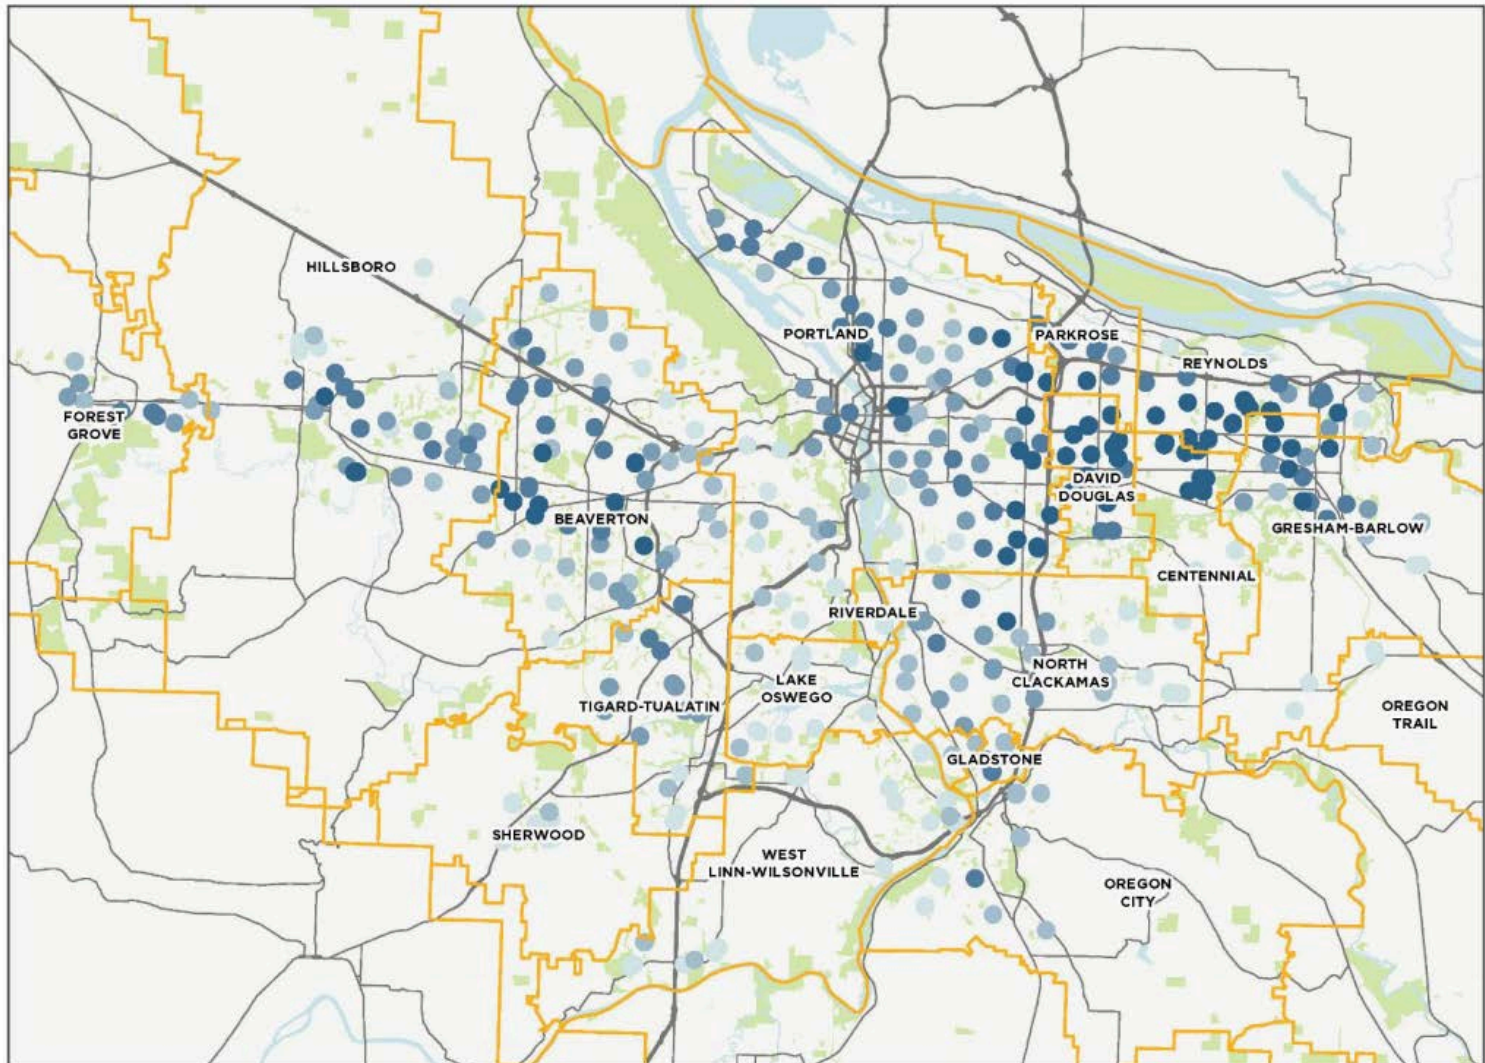 HILLSBORO
PORTLAND
PARKROSE
REYNOLDS
FOREST
GROVE
DAVID
DOUGLAS
BEAVERTON
GRESHAM-BARLOW
CENTENNIAL
RIVERDALE
NORTH
CLACKAMAS
LAKE
OSWEGO
TIGARD-TUALATIN
OREGON
TRAIL
GLADSTONE
SHERWOOD
WEST
LINN-WILSONVILLE
OREGON
CITY